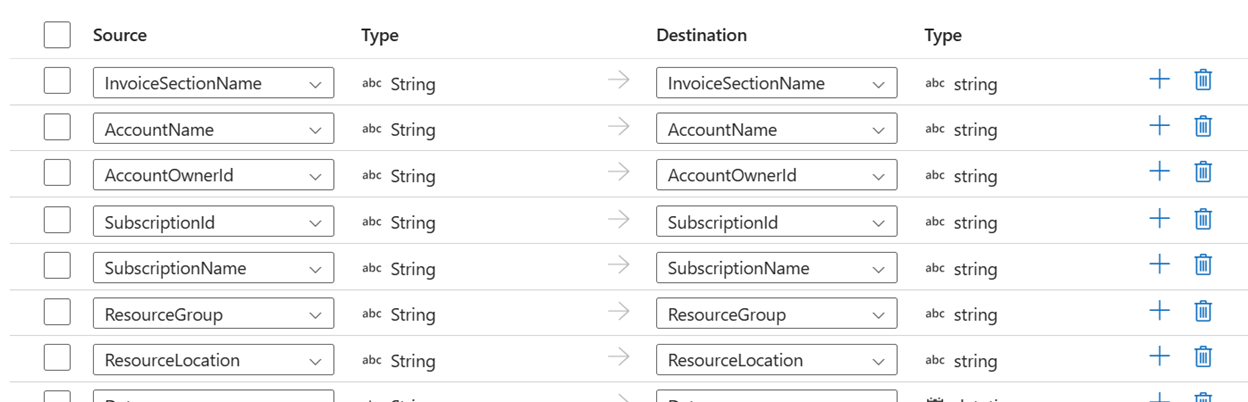 Source Type Destination Type
InvoiceSectionName abc String InvoiceSectionName abc string
AccountName abc String AccountName abc string
AccountOwnerId abc String AccountOwnerId abc string
SubscriptionId abc String SubscriptionId abc string
SubscriptionName abc String SubscriptionName abc string
ResourceGroup abc String ResourceGroup abc string
ResourceLocation abc String ResourceLocation abc string